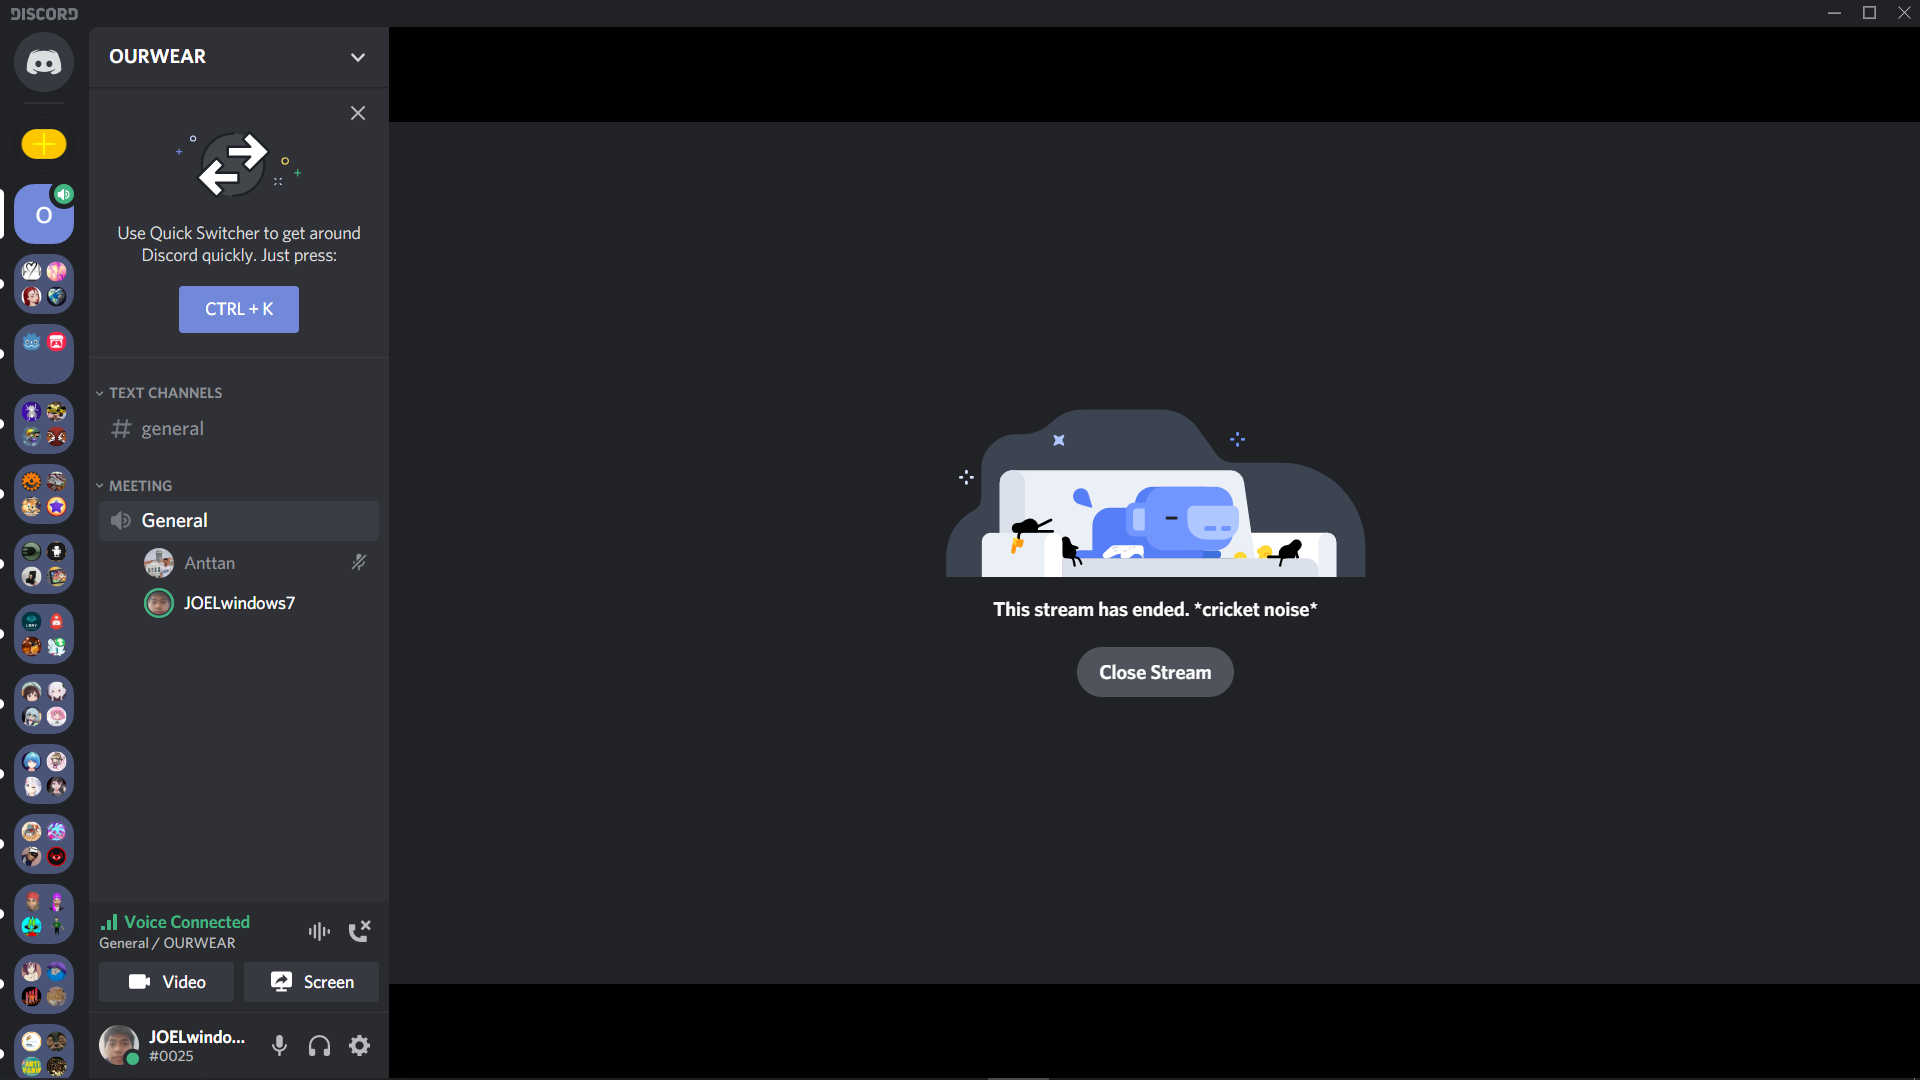 DISCORD
OURWEAR
O
Use Quick Switcher to get around
Discord quickly. Just press:
CTRL + K
TEXT CHANNELS
general
MEETING
General
Anttan
JOELwindows7
This stream has ended. *cricket noise*
Close Stream
Voice Connected
General / OURWEAR
Video
Screen
JOELwindo...
#0025